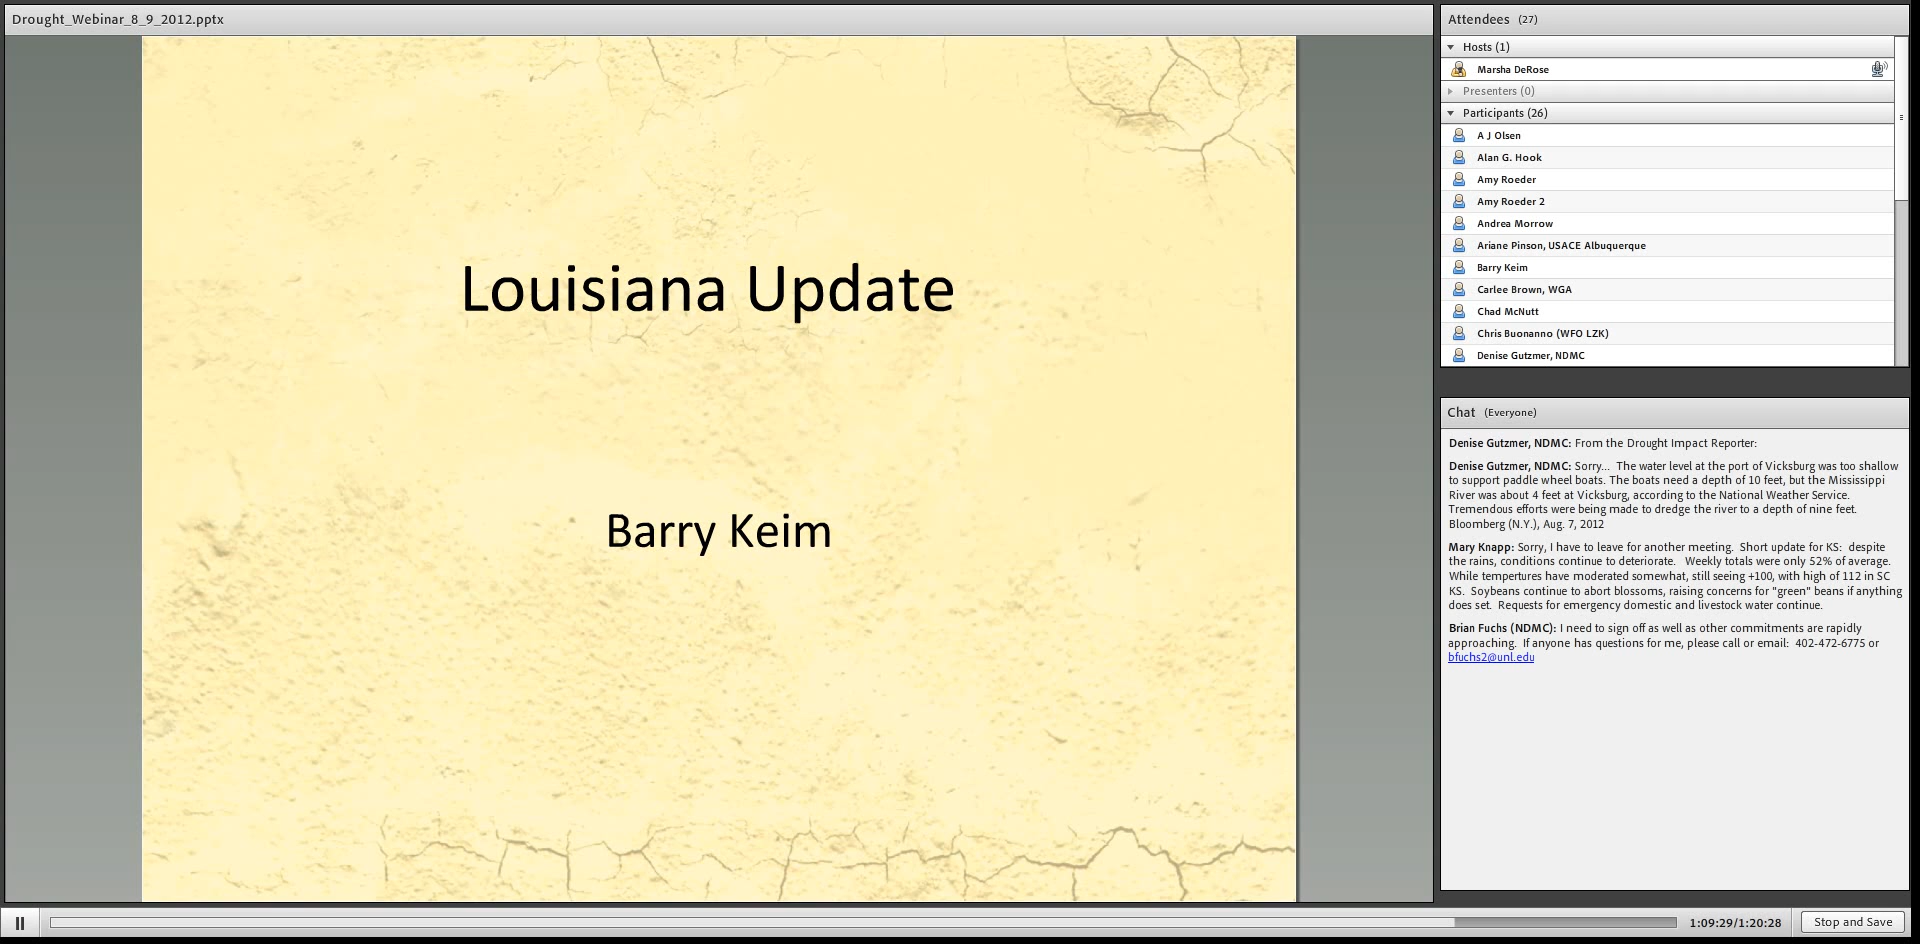 Drought_Webinar_8_9_2012.pptx
Louisiana Update
Barry Keim
Attendees (27)
Hosts (1)
Marsha DeRose
Presenters (0)
Participants (26)
A J Olsen
Alan G. Hook
Amy Roeder
Amy Roeder 2
Andrea Morrow
Ariane Pinson, USACE Albuquerque
Barry Keim
Carlee Brown, WGA
Chad McNutt
Chris Buonanno (WFO LZK)
Denise Gutzmer, NDMC
Chat (Everyone)
Denise Gutzmer, NDMC: From the Drought Impact Reporter:
Denise Gutzmer, NDMC: Sorry... The water level at the port of Vicksburg was too shallow
to support paddle wheel boats. The boats need a depth of 10 feet, but the Mississippi
River was about 4 feet at Vicksburg, according to the National Weather Service.
Tremendous efforts were being made to dredge the river to a depth of nine feet.
Bloomberg (N.Y.), Aug. 7, 2012
Mary Knapp: Sorry, I have to leave for another meeting. Short update for KS: despite
the rains, conditions continue to deteriorate. Weekly totals were only 52% of average.
While tempertures have moderated somewhat, still seeing +100, with high of 112 in SC
KS. Soybeans continue to abort blossoms, raising concerns for "green" beans if anything
does set. Requests for emergency domestic and livestock water continue.
Brian Fuchs (NDMC): I need to sign off as well as other commitments are rapidly
approaching. If anyone has questions for me, please call or email: 402-472-6775 or
bfuchs2@unl.edu
1:09:29/1:20:28
Stop and Save